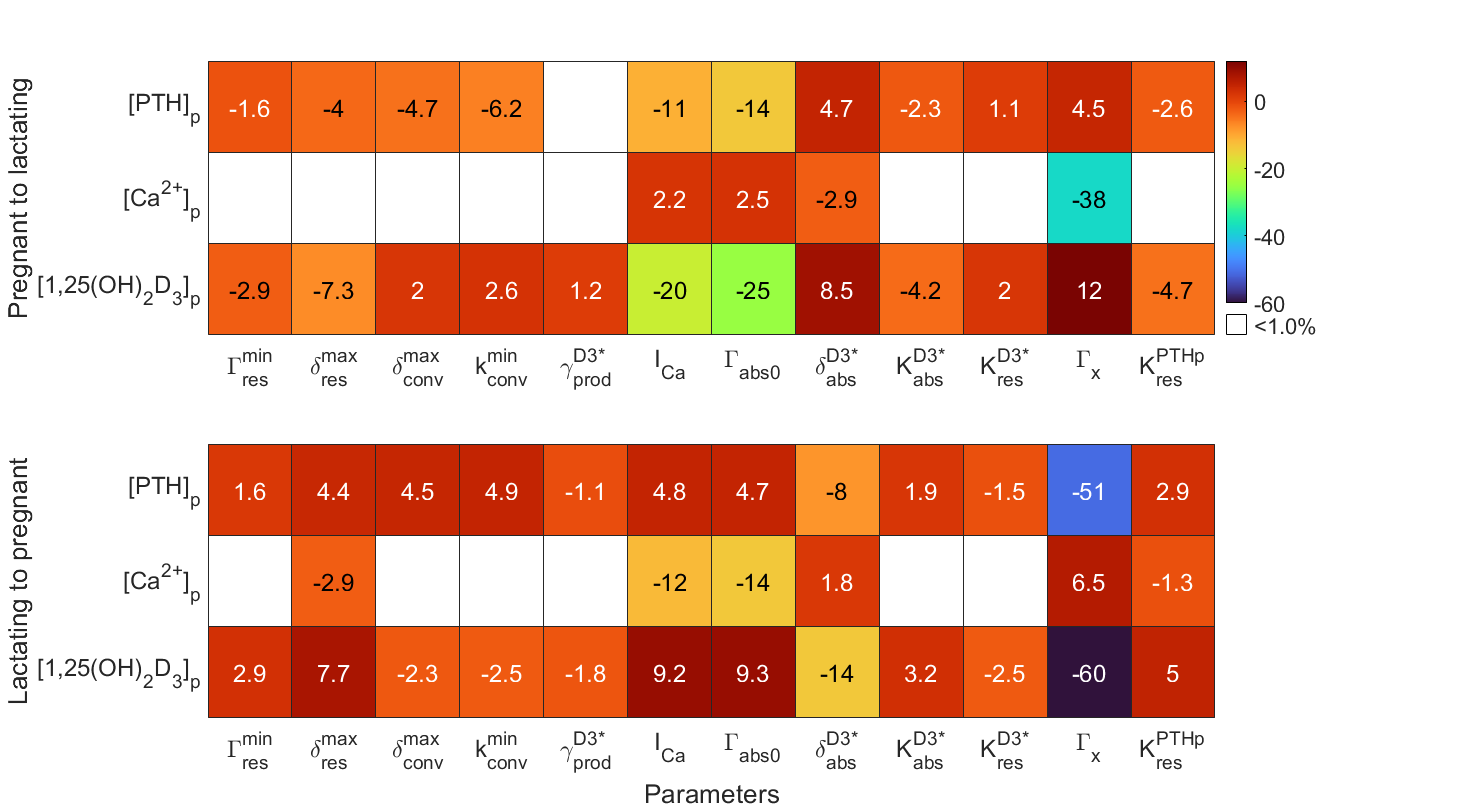 Pregnant to lactating
[PTH]p -1.6 -4 -4.7 -6.2 -11 -14 4.7 -2.3 1.1 4.5 -2.6
[Ca2+]p 2.2 2.5 -2.9 -38
[1,25(OH)2D3]p -2.9 -7.3 2 2.6 1.2 -20 -25 8.5 -4.2 2 12 -4.7
Γresmin δresmax δconvmax kconvmin γprodD3* ICa Γabs0 δabsD3* KabsD3* KresD3* Γx KresPTHp
0
-20
-40
-60
<1.0%
Lactating to pregnant
[PTH]p 1.6 4.4 4.5 4.9 -1.1 4.8 4.7 -8 1.9 -1.5 -51 2.9
[Ca2+]p -2.9 -12 -14 1.8 6.5 -1.3
[1,25(OH)2D3]p 2.9 7.7 -2.3 -2.5 -1.8 9.2 9.3 -14 3.2 -2.5 -60 5
Γresmin δresmax δconvmax kconvmin γprodD3* ICa Γabs0 δabsD3* KabsD3* KresD3* Γx KresPTHp
Parameters